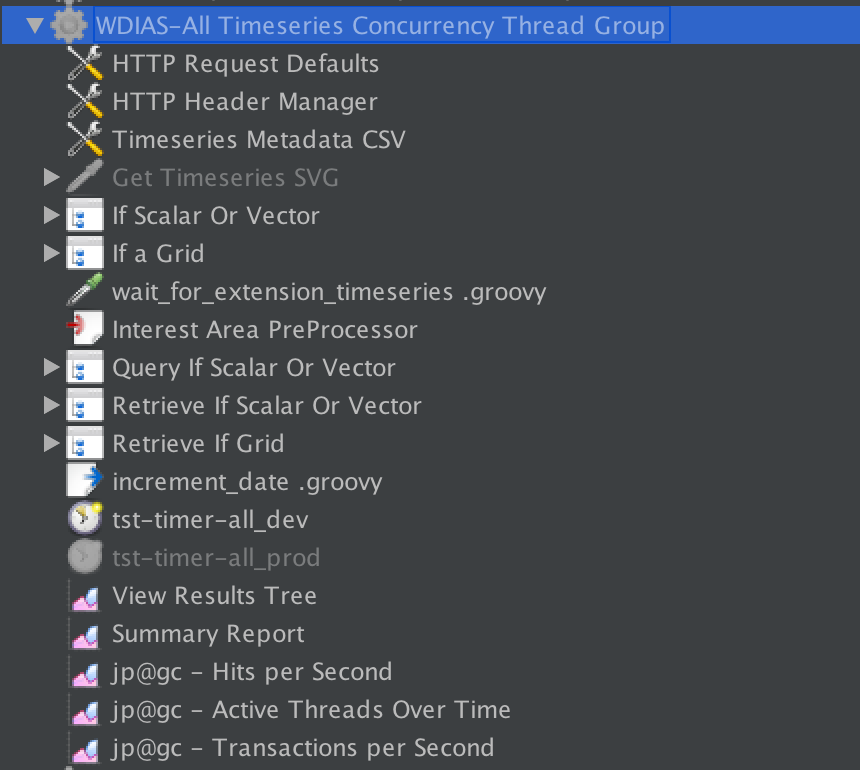 WDIAS-All Timeseries Concurrency Thread Group
HTTP Request Defaults
HTTP Header Manager
Timeseries Metadata CSV
Get Timeseries SVG
If Scalar Or Vector
If a Grid
wait_for_extension_timeseries .groovy
Interest Area PreProcessor
Query If Scalar Or Vector
Retrieve If Scalar Or Vector
Retrieve If Grid
increment_date .groovy
tst-timer-all_dev
tst-timer-all_prod
View Results Tree
Summary Report
jp@gc - Hits per Second
jp@gc - Active Threads Over Time
jp@gc - Transactions per Second